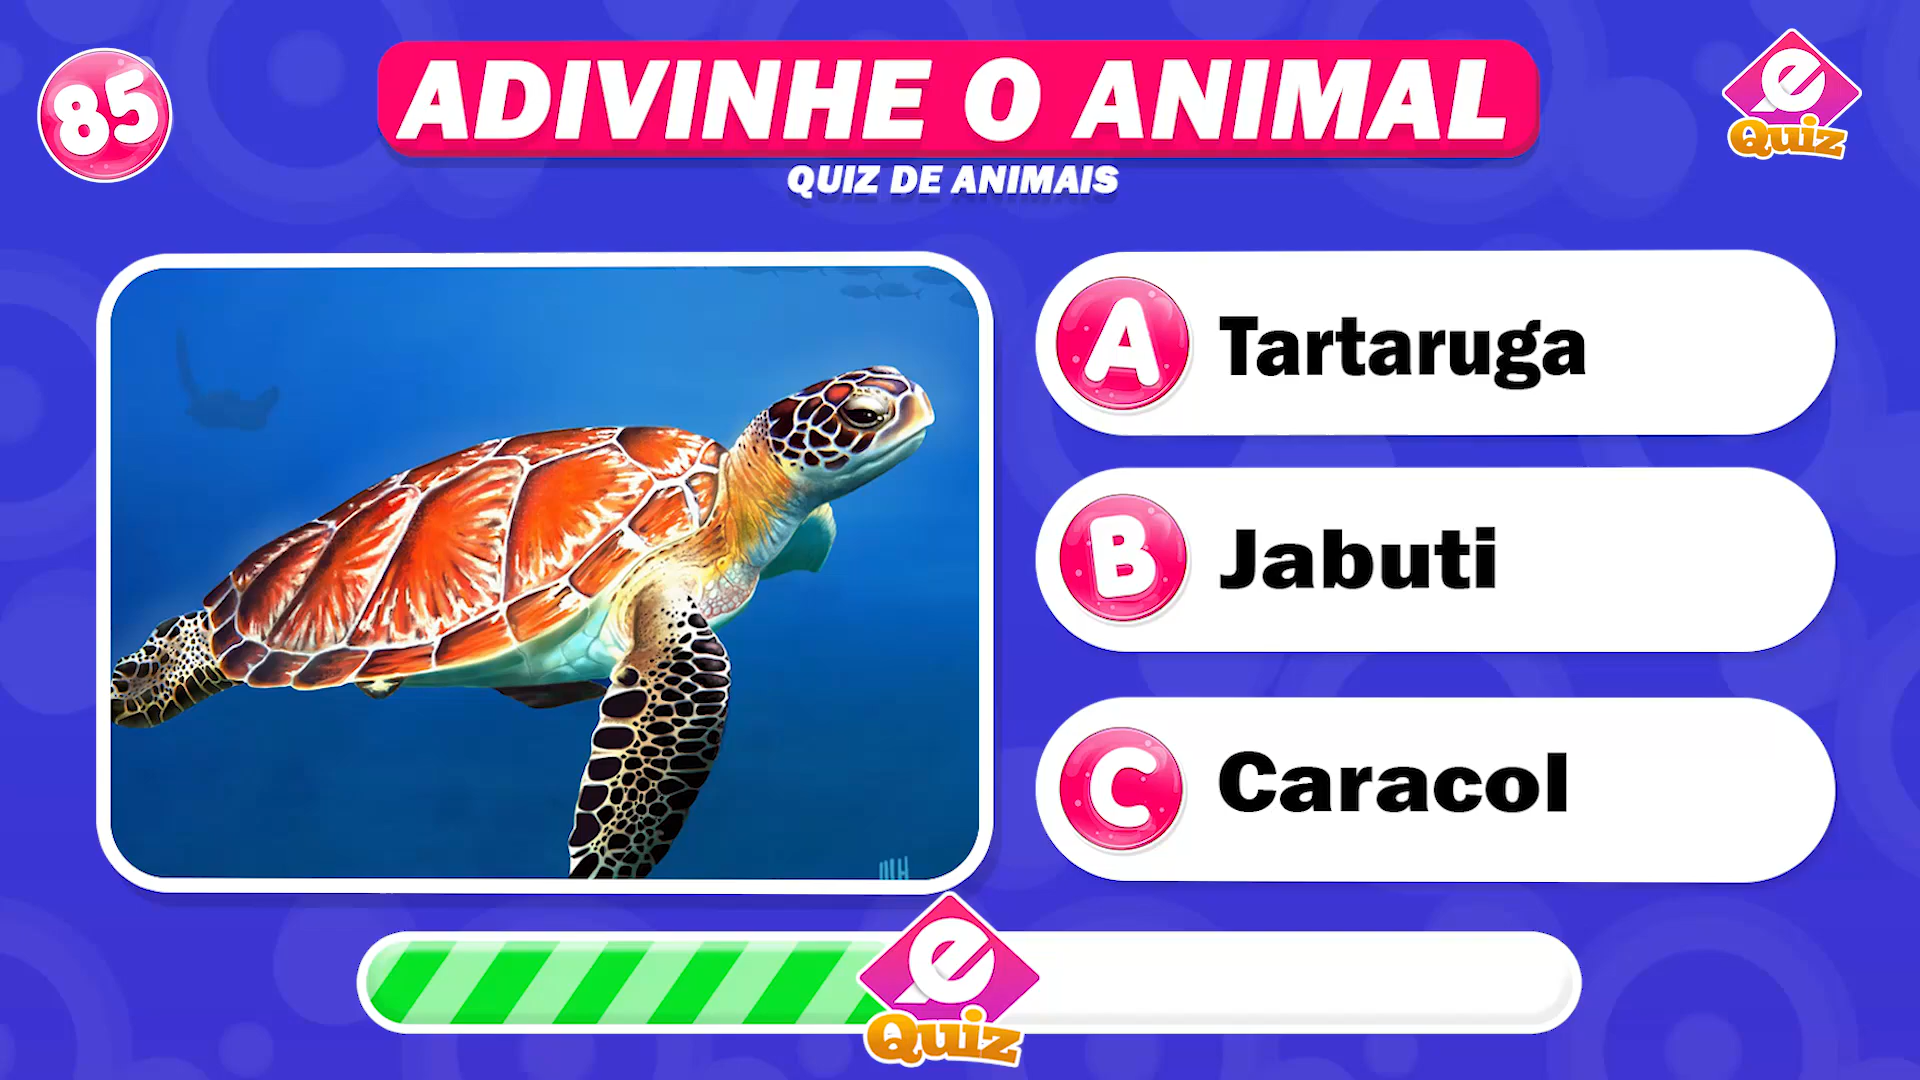 85
ADIVINHE O ANIMAL
e
Quiz
QUIZ DE ANIMAIS
A Tartaruga
B Jabuti
C Caracol
e
Quiz